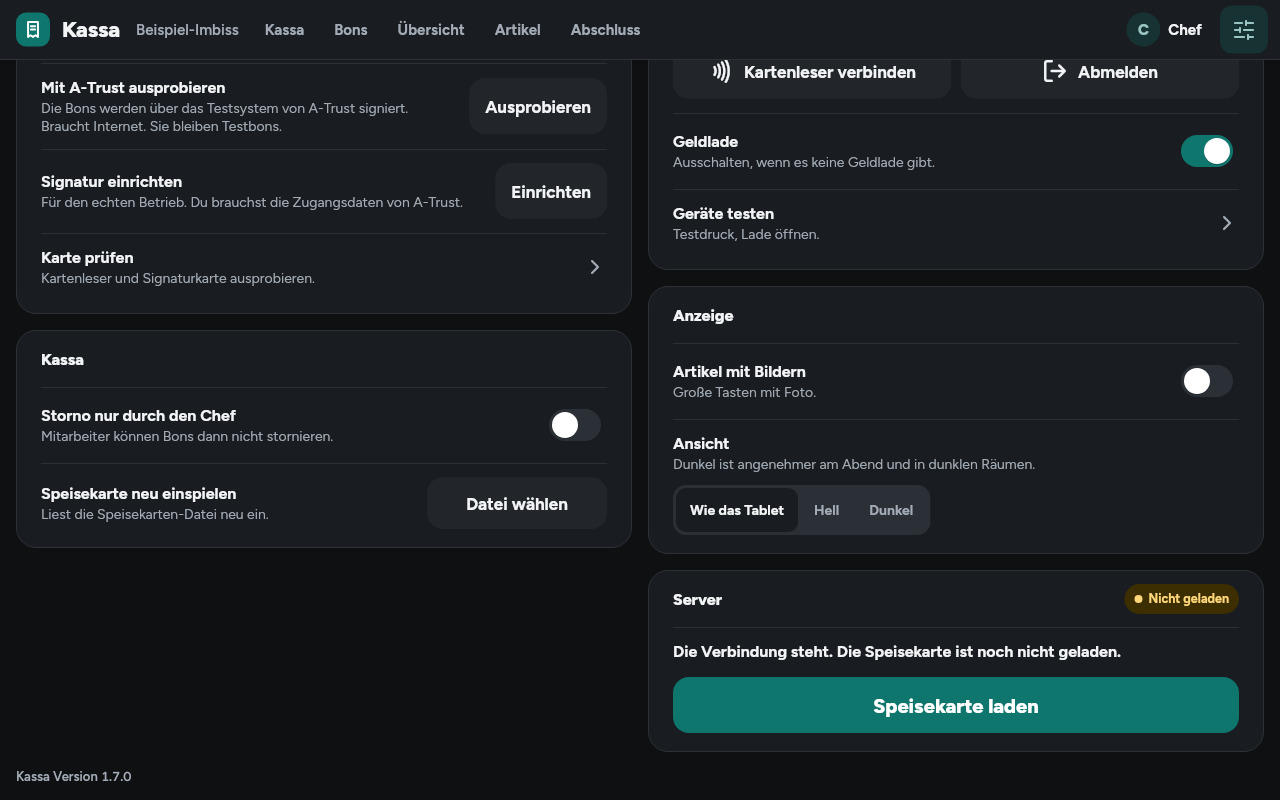 Kassa
Beispiel-Imbiss
Kassa
Bons
Übersicht
Artikel
Abschluss
C
Chef
Mit A-Trust ausprobieren
Die Bons werden über das Testsystem von A-Trust signiert.
Braucht Internet. Sie bleiben Testbons.
Ausprobieren
Signatur einrichten
Für den echten Betrieb. Du brauchst die Zugangsdaten von A-Trust.
Einrichten
Karte prüfen
Kartenleser und Signaturkarte ausprobieren.
Kassa
Storno nur durch den Chef
Mitarbeiter können Bons dann nicht stornieren.
Speisekarte neu einspielen
Liest die Speisekarten-Datei neu ein.
Datei wählen
Kartenleser verbinden
Abmelden
Geldlade
Ausschalten, wenn es keine Geldlade gibt.
Geräte testen
Testdruck, Lade öffnen.
Anzeige
Artikel mit Bildern
Große Tasten mit Foto.
Ansicht
Dunkel ist angenehmer am Abend und in dunklen Räumen.
Wie das Tablet
Hell
Dunkel
Server
Nicht geladen
Die Verbindung steht. Die Speisekarte ist noch nicht geladen.
Speisekarte laden
Kassa Version 1.7.0